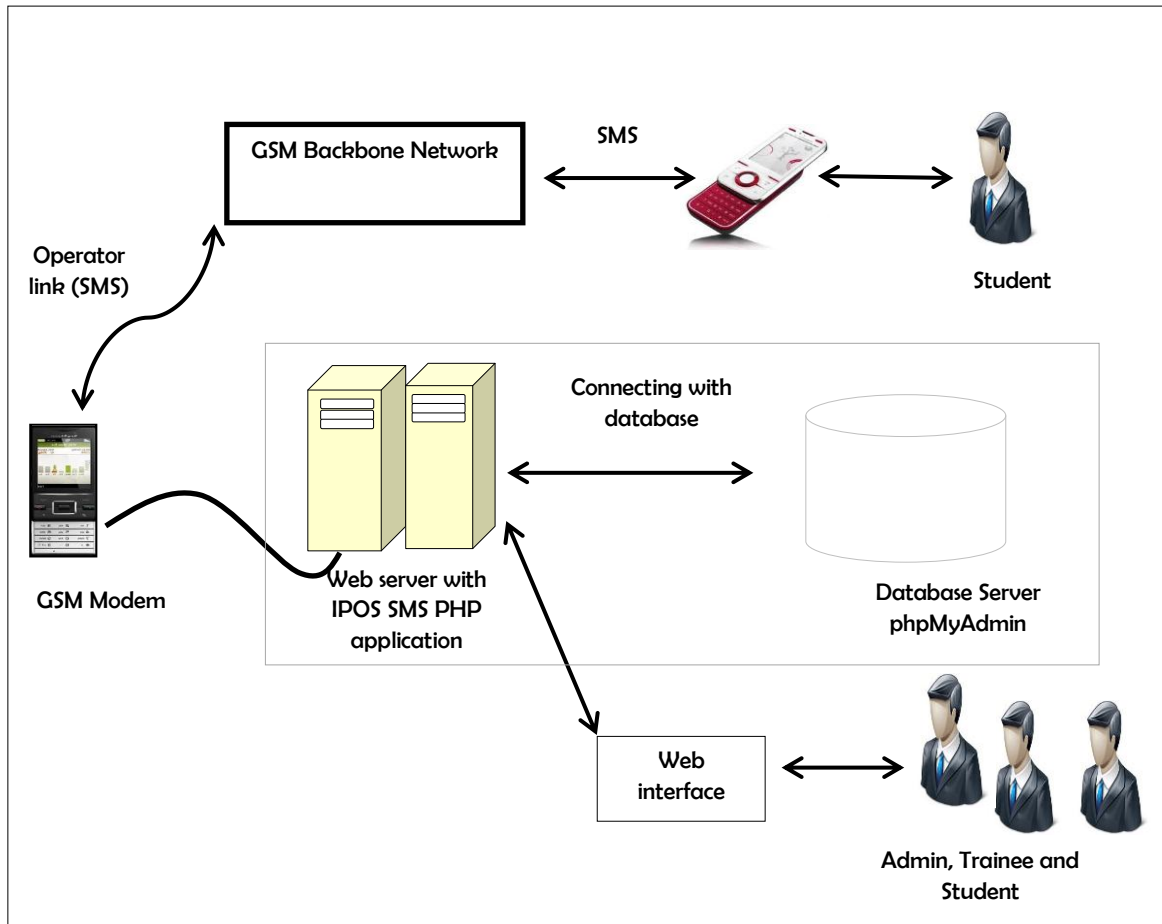 GSM Backbone Network
SMS
Student
Operator
link (SMS)
Connecting with
database
GSM Modem
Web server with
IPOS SMS PHP
application
Database Server
phpMyAdmin
Web
interface
Admin, Trainee and
Student